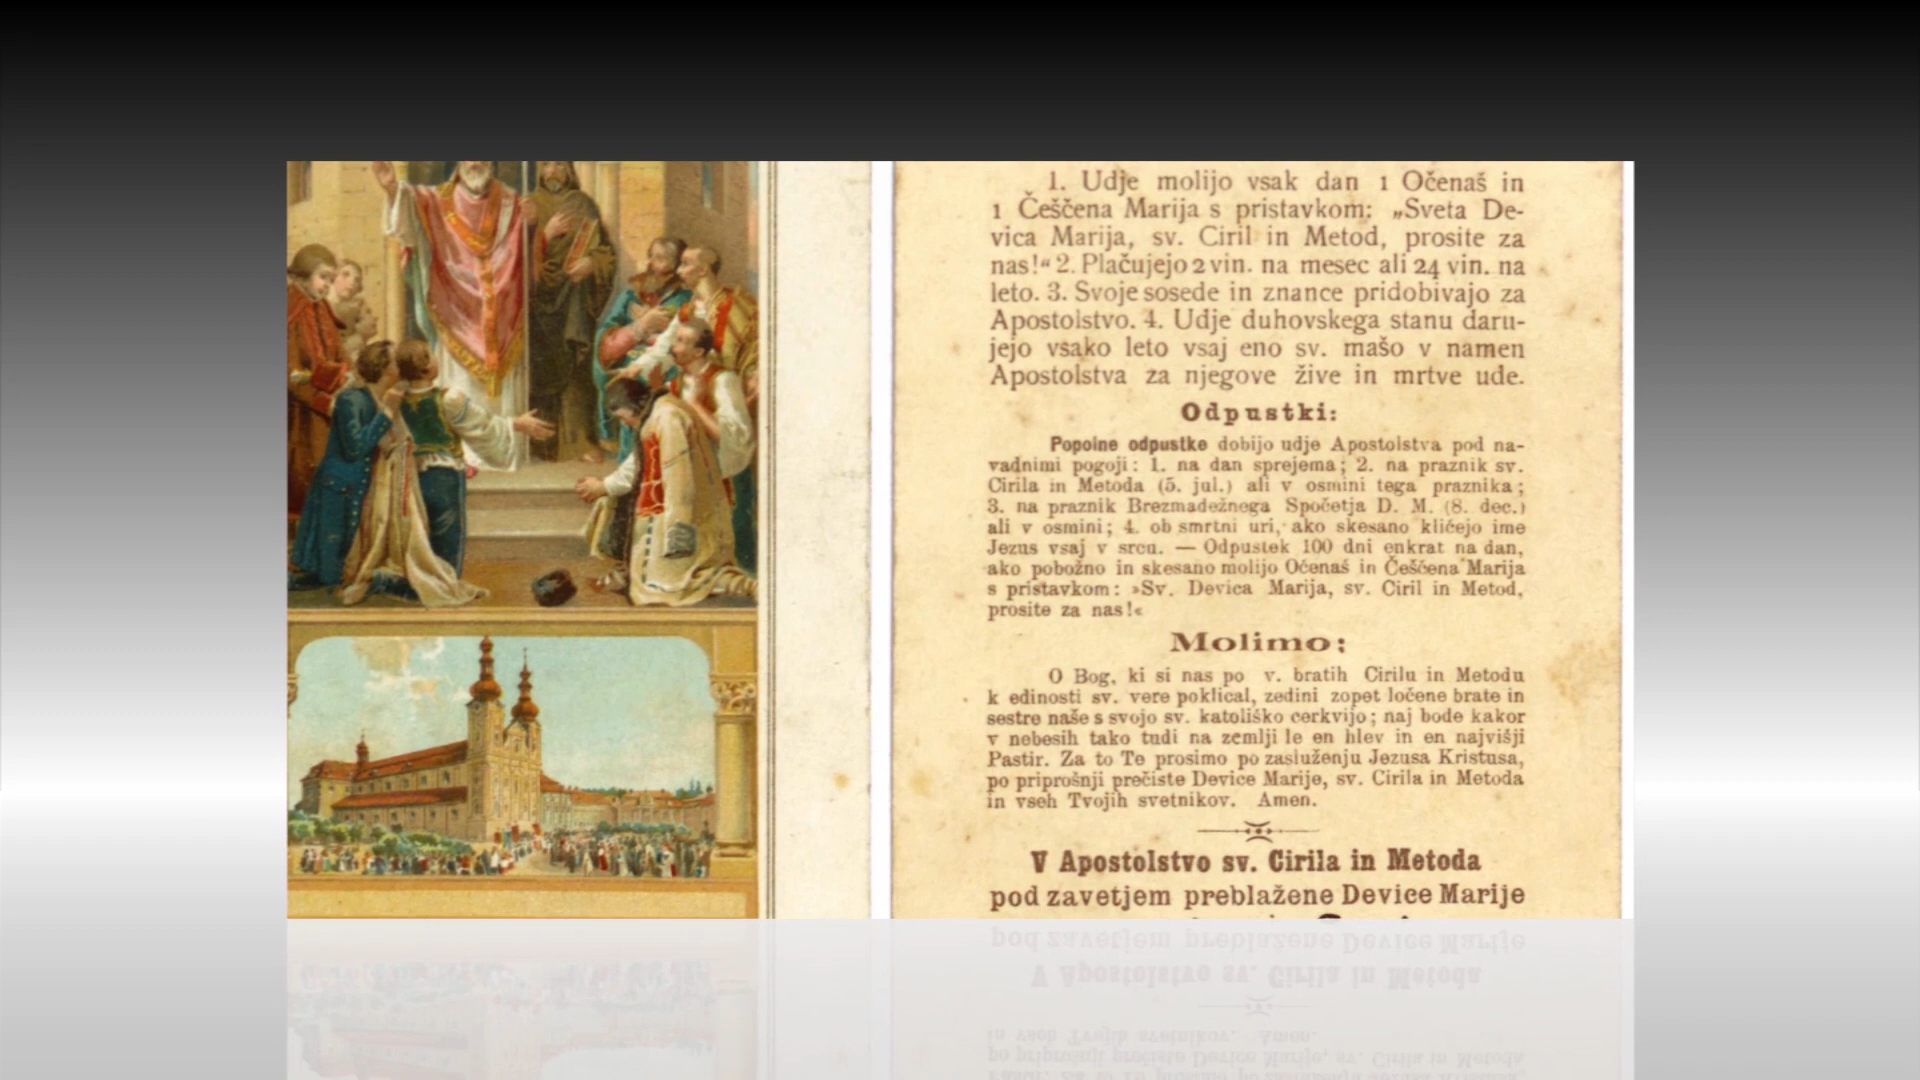 1. Udje molijo vsak dan 1 Očenaš in
1 Češčena Marija s pristavkom: „Sveta De-
vica Marija, sv. Ciril in Metod, prosite za
nas!“ 2. Plačujejo 2 vin. na mesec ali 24 vin. na
leto. 3. Svoje sosede in znance pridobivajo za
Apostolstvo. 4. Udje duhovskega stanu daru-
jejo vsako leto vsaj eno sv. mašo v namen
Apostolstva za njegove žive in mrtve ude.
Odpustki:
Popolne odpustke dobijo udje Apostolstva pod na-
vadnimi pogoji: 1. na dan sprejema; 2. na praznik sv.
Cirila in Metoda (5. jul.) ali v osmini tega praznika;
3. na praznik Brezmadežnega Spočetja D. M. (8. dec.)
ali v osmini; 4. ob smrtni uri, ako skesano kličejo ime
Jezus vsaj v srcu. — Odpustek 100 dni enkrat na dan,
ako pobožno in skesano molijo Očenaš in Češčena Marija
s pristavkom: »Sv. Devica Marija, sv. Ciril in Metod,
prosite za nas!«
Molimo:
O Bog, ki si nas po v. bratih Cirilu in Metodu
k edinosti sv. vere poklical, zedini zopet ločene brate in
sestre naše s svojo sv. katoliško cerkvijo; naj bode kakor
v nebesih tako tudi na zemlji le en hlev in en najvišji
Pastir. Za to Te prosimo po zasluženju Jezusa Kristusa,
po priprošnji prečiste Device Marije, sv. Cirila in Metoda
in vseh Tvojih svetnikov. Amen.
V Apostolstvo sv. Cirila in Metoda
pod zavetjem preblažene Device Marije